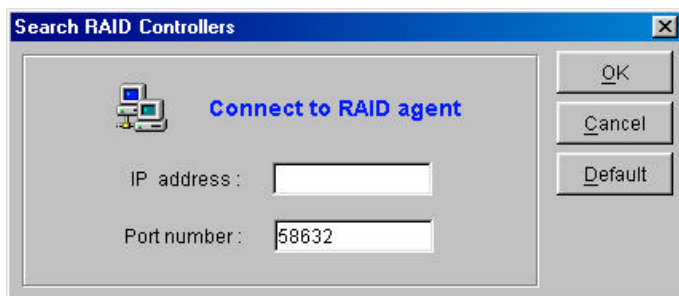 Search RAID Controllers
Connect to RAID agent
IP address :
Port number : 58632
OK
Cancel
Default